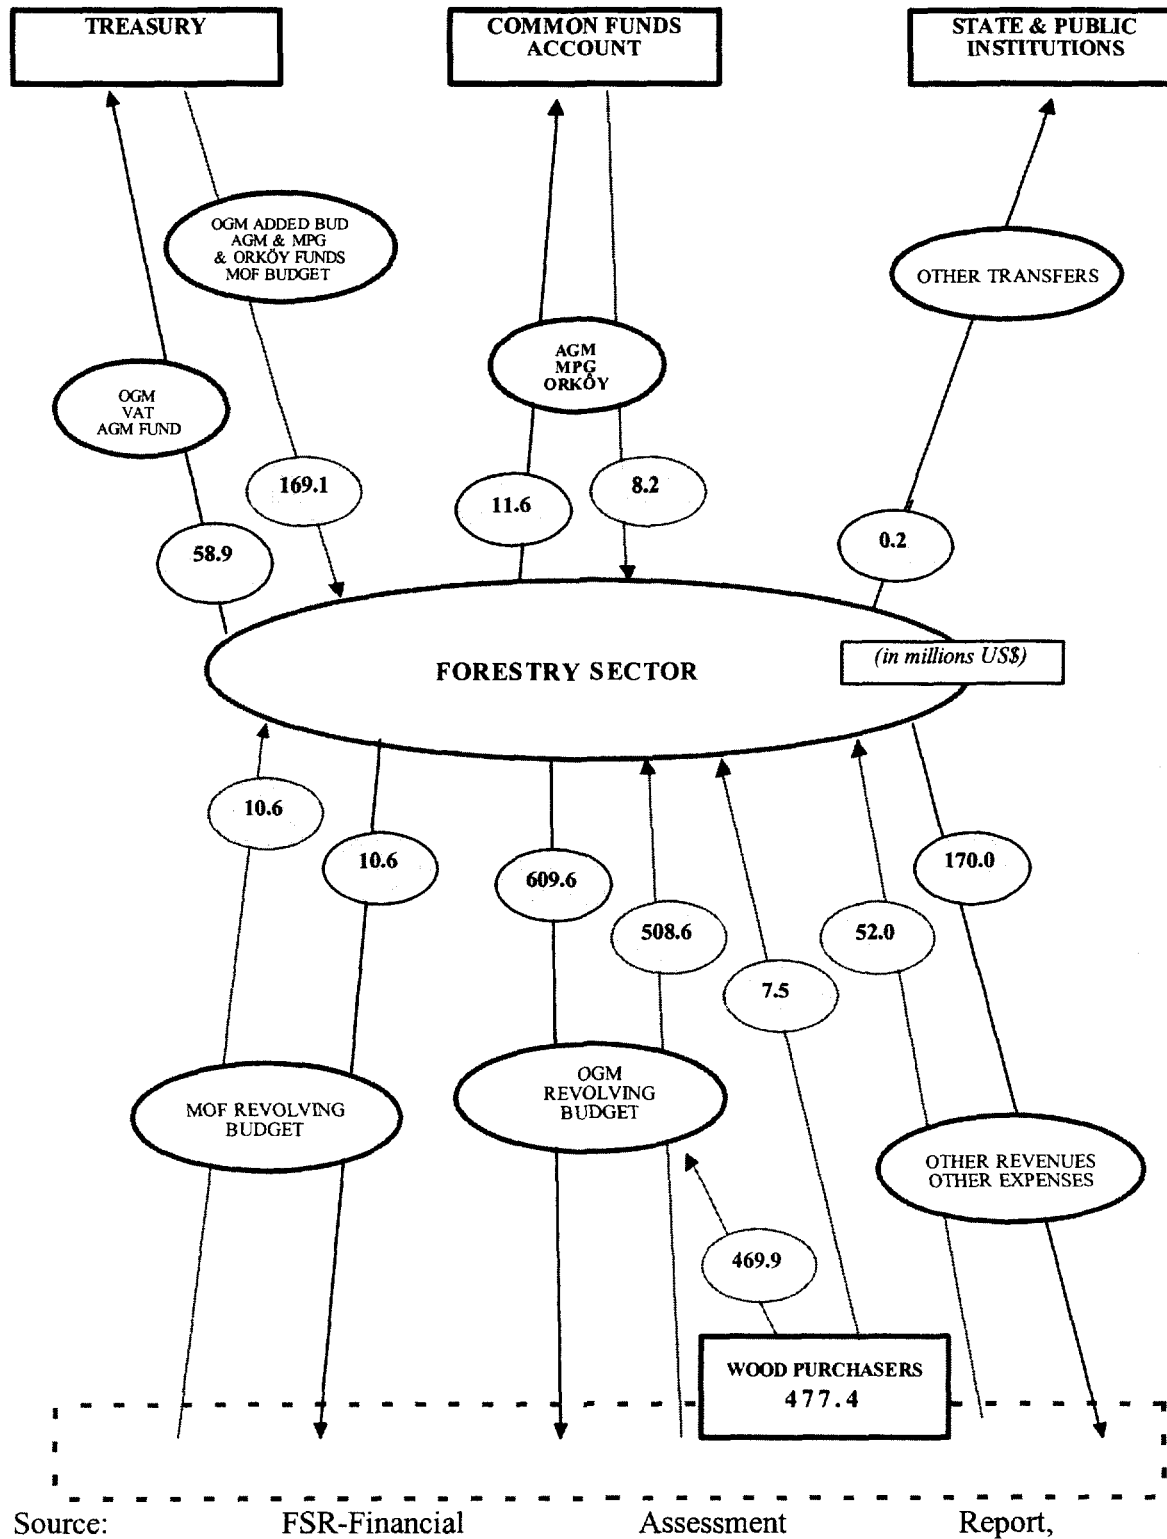 TREASURY
COMMON FUNDS
ACCOUNT
STATE & PUBLIC
INSTITUTIONS
OGM ADDED BUD
AGM & MPG
& ORKÖY FUNDS
MOF BUDGET
OTHER TRANSFERS
AGM
MPG
ORKÖY
OGM
VAT
AGM FUND
169.1
8.2
11.6
0.2
58.9
FORESTRY SECTOR
(in millions US$)
10.6
10.6
609.6
170.0
508.6
52.0
7.5
OGM
REVOLVING
BUDGET
MOF REVOLVING
BUDGET
OTHER REVENUES
OTHER EXPENSES
469.9
WOOD PURCHASERS
477.4
Source: FSR-Financial Assessment Report,